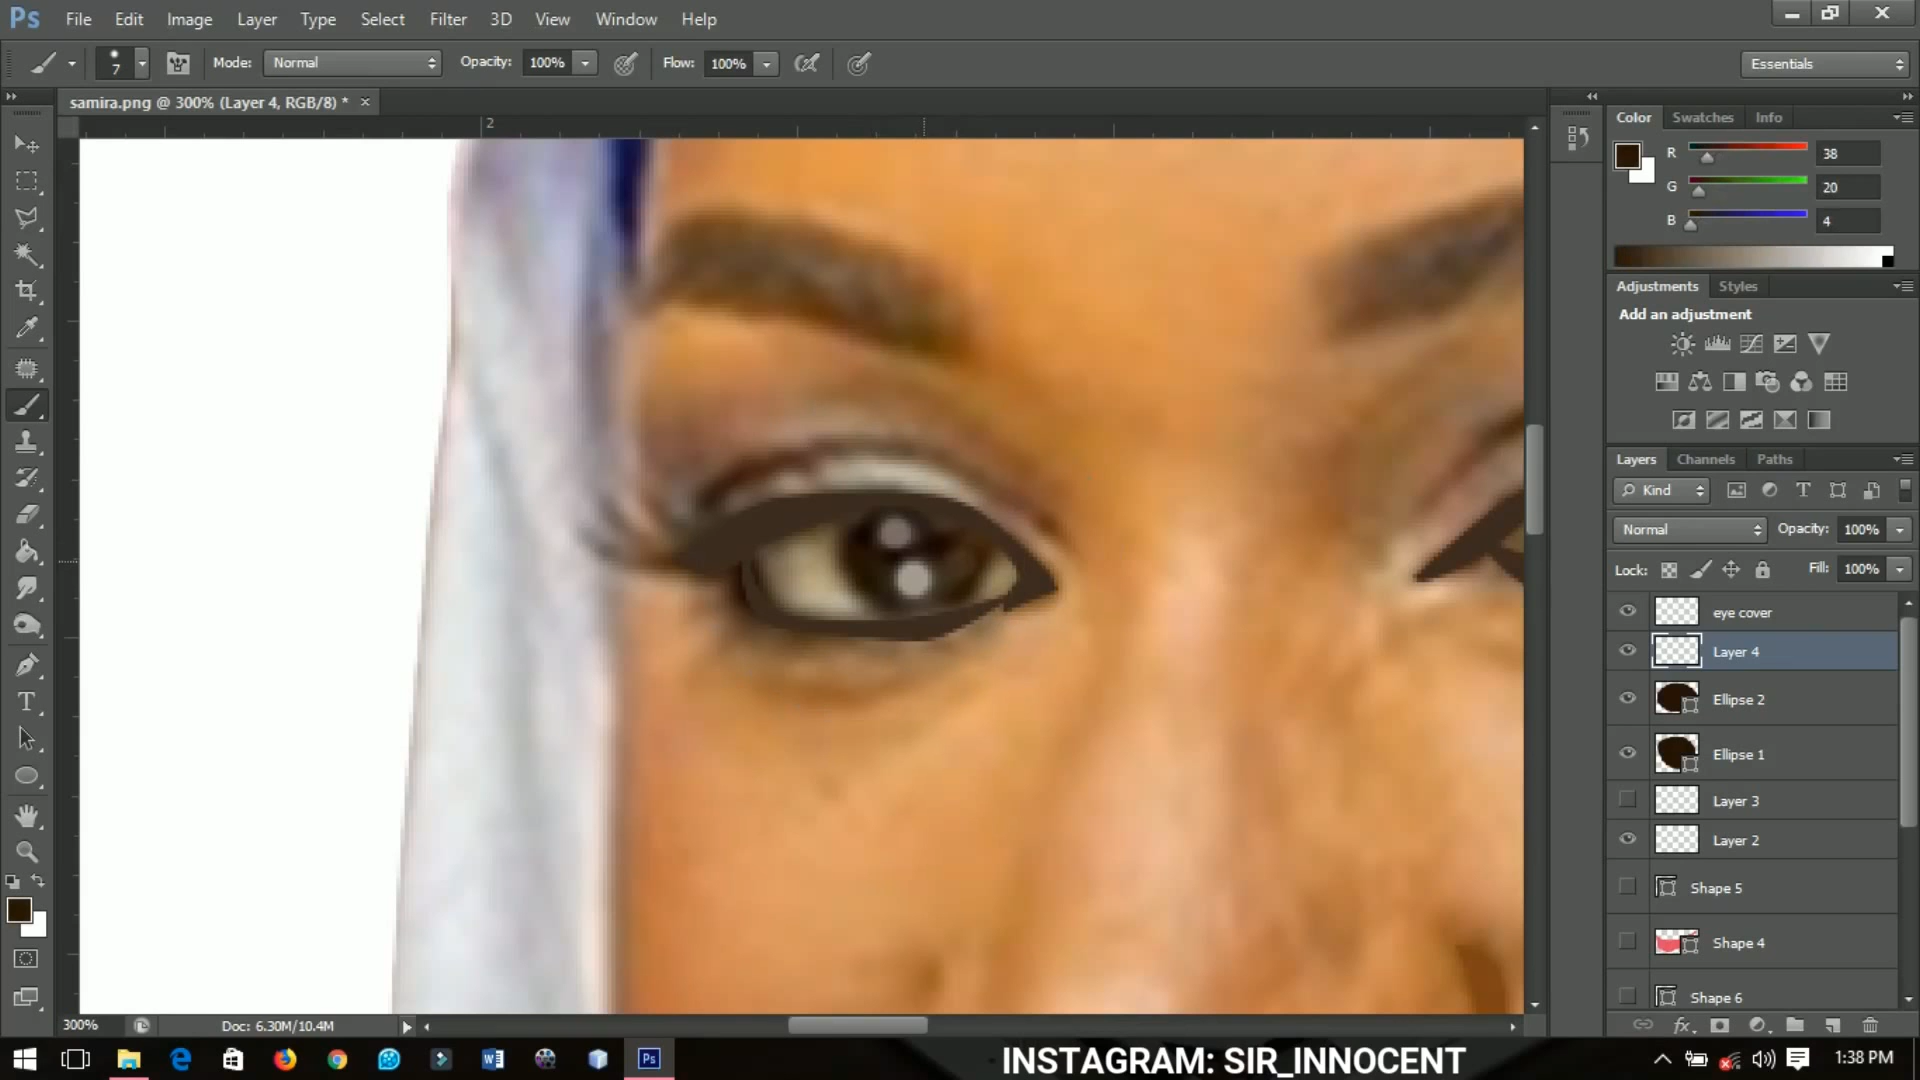 Ps File Edit Image Layer Type Select Filter 3D View Window Help
7 Mode: Normal Opacity: 100% Flow: 100% Essentials
samira.png @ 300% (Layer 4, RGB/8) * ×
2
Color Swatches Info
R 38
G 20
B 4
Adjustments Styles
Add an adjustment
Layers Channels Paths
Kind
Normal Opacity: 100%
Lock: Fill: 100%
eye cover
Layer 4
Ellipse 2
Ellipse 1
Layer 3
Layer 2
Shape 5
Shape 4
Shape 6
300% Doc: 6.30M/10.4M
INSTAGRAM: SIR_INNOCENT
1:38 PM